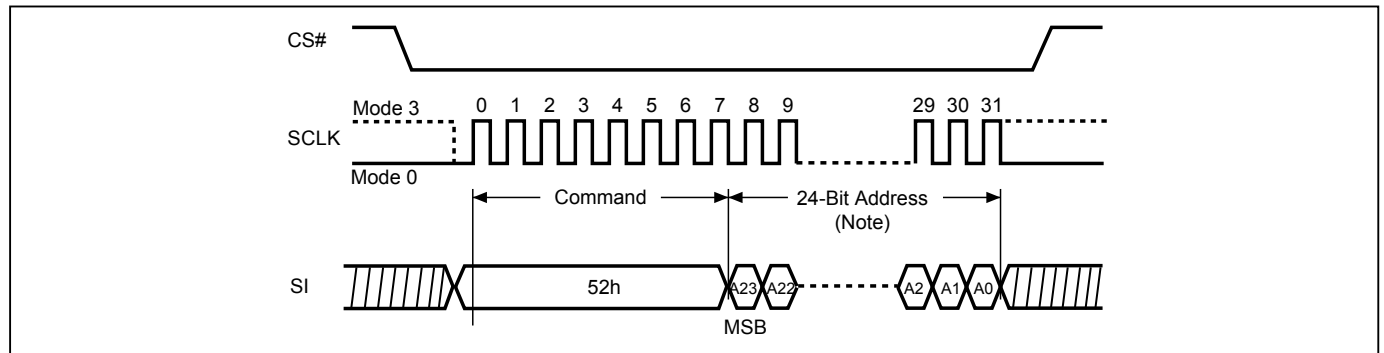 CS#
Mode 3
0 1 2 3 4 5 6 7 8 9 29 30 31
SCLK
Mode 0
Command
24-Bit Address
(Note)
SI
52h
A23 A22 A2 A1 A0
MSB